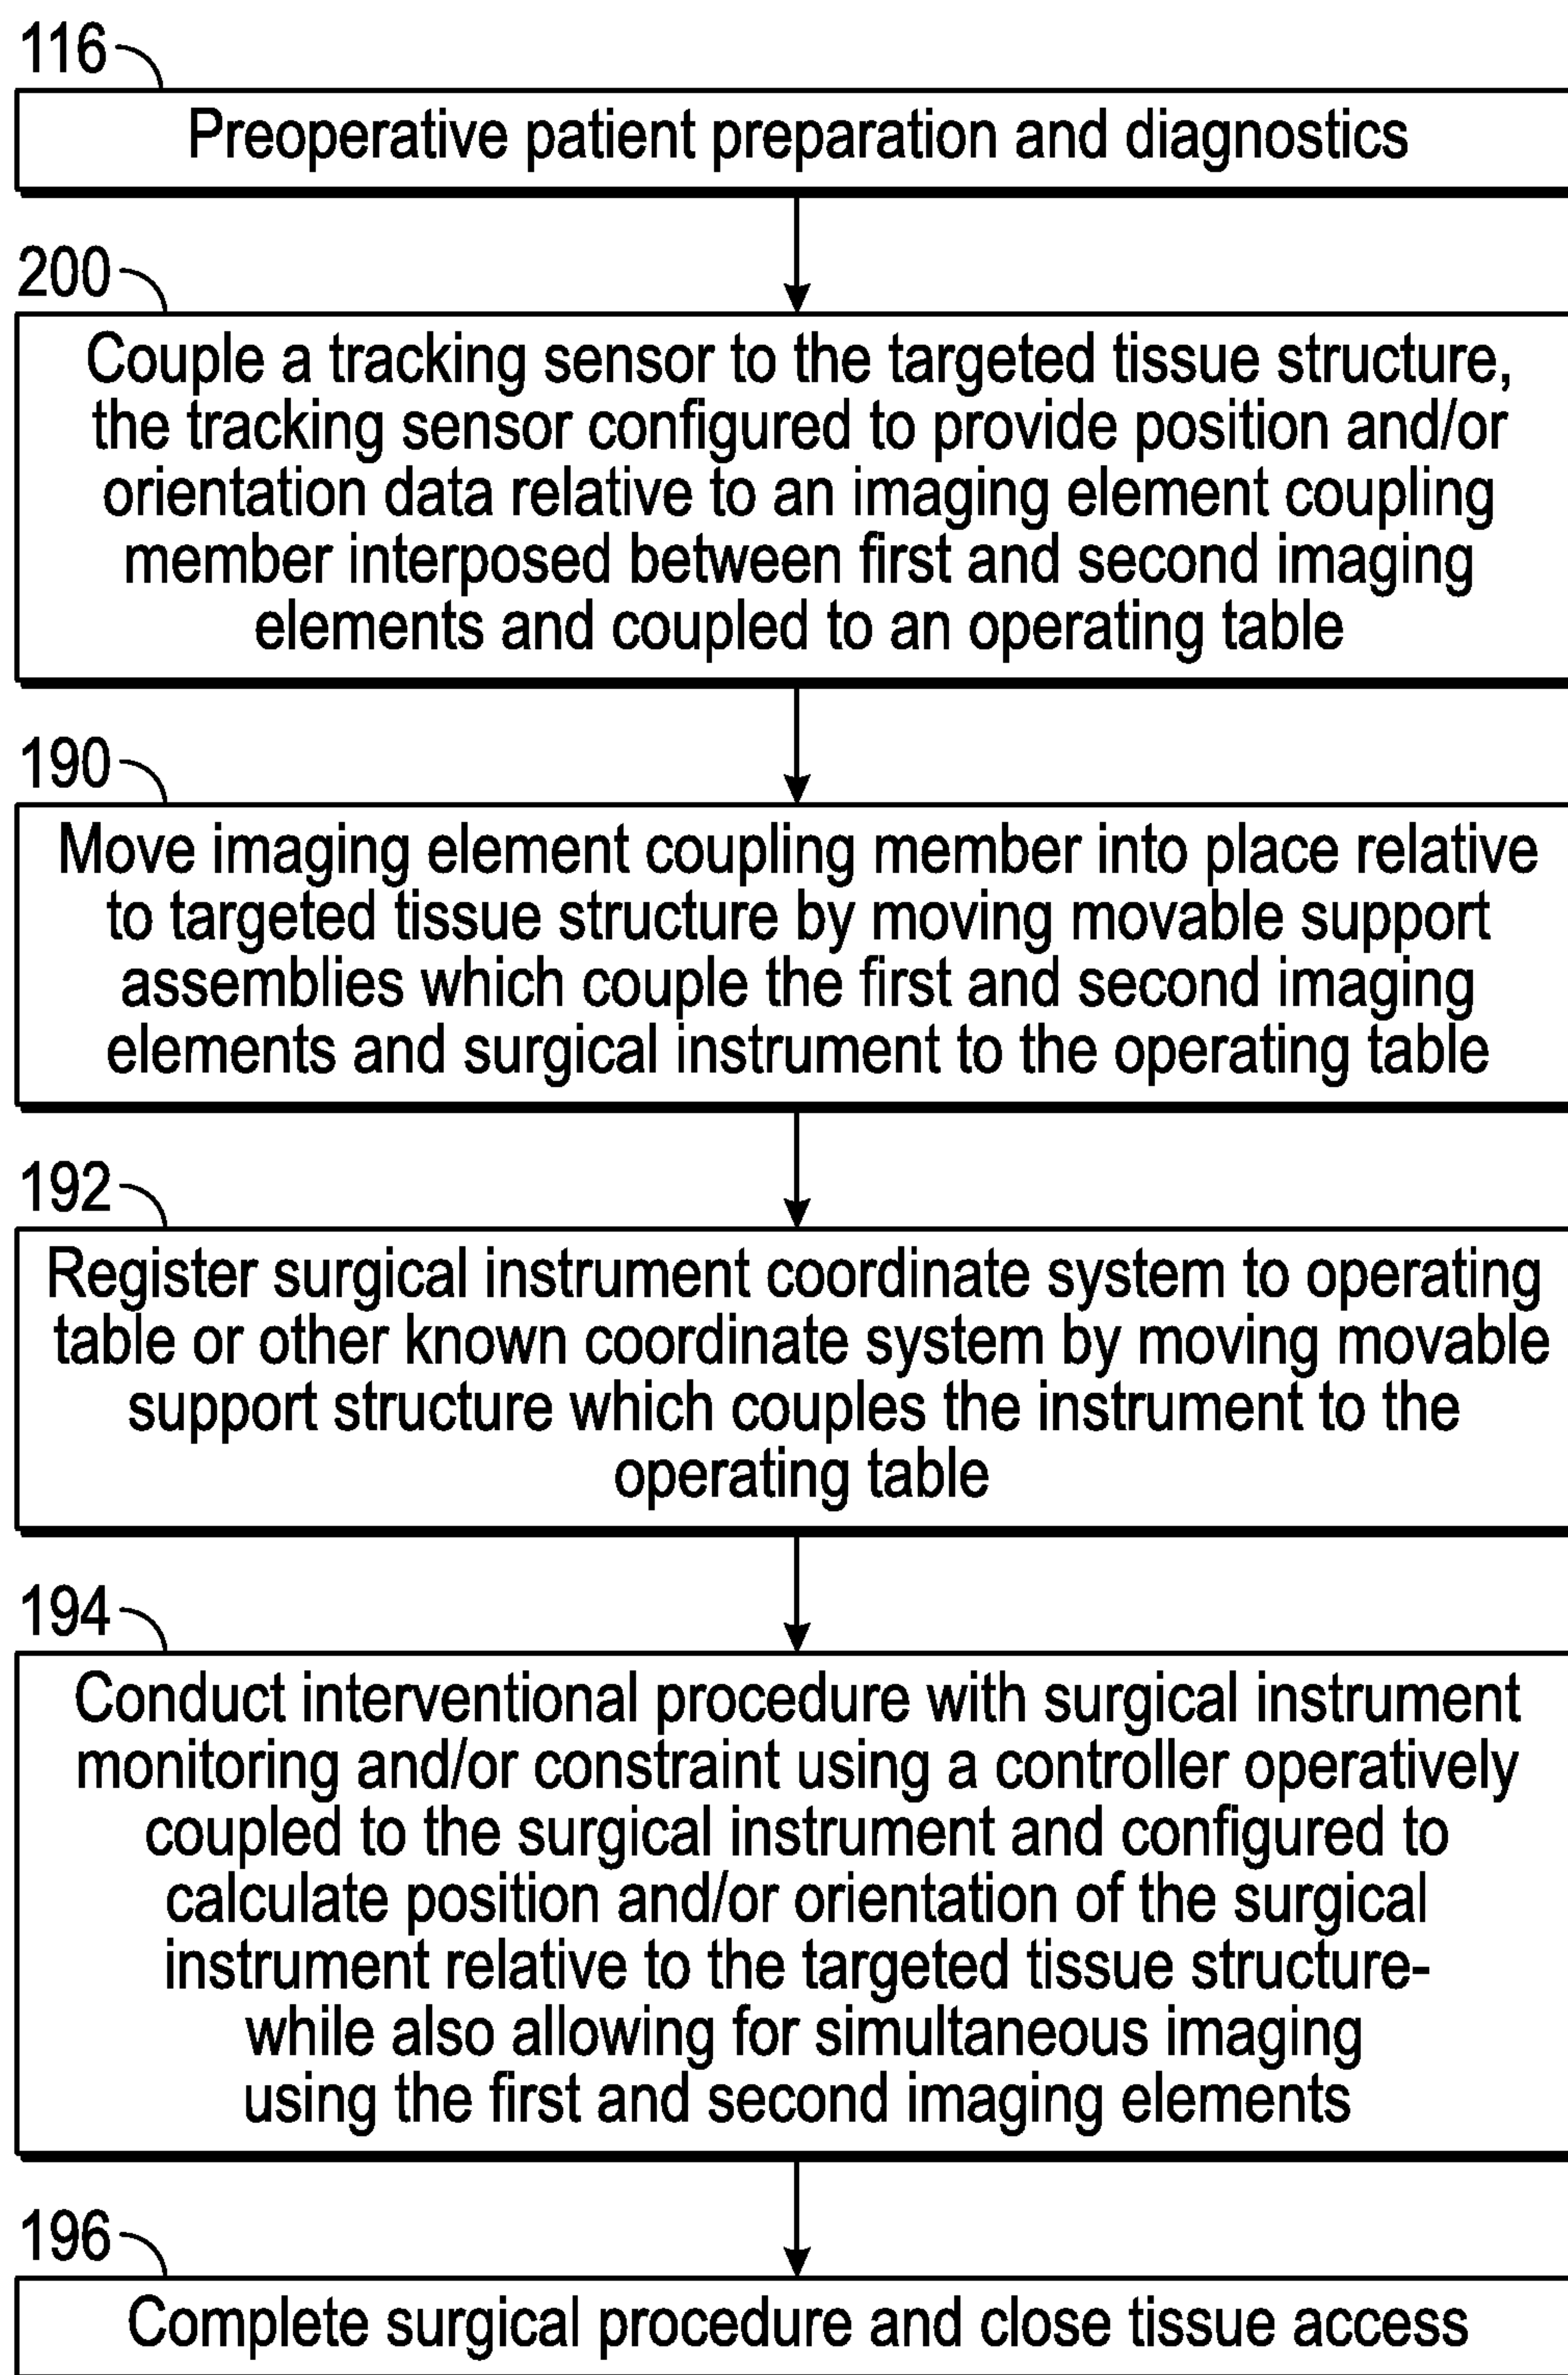 116
Preoperative patient preparation and diagnostics
200
Couple a tracking sensor to the targeted tissue structure,
the tracking sensor configured to provide position and/or
orientation data relative to an imaging element coupling
member interposed between first and second imaging
elements and coupled to an operating table
190
Move imaging element coupling member into place relative
to targeted tissue structure by moving movable support
assemblies which couple the first and second imaging
elements and surgical instrument to the operating table
192
Register surgical instrument coordinate system to operating
table or other known coordinate system by moving movable
support structure which couples the instrument to the
operating table
194
Conduct interventional procedure with surgical instrument
monitoring and/or constraint using a controller operatively
coupled to the surgical instrument and configured to
calculate position and/or orientation of the surgical
instrument relative to the targeted tissue structure-
while also allowing for simultaneous imaging
using the first and second imaging elements
196
Complete surgical procedure and close tissue access